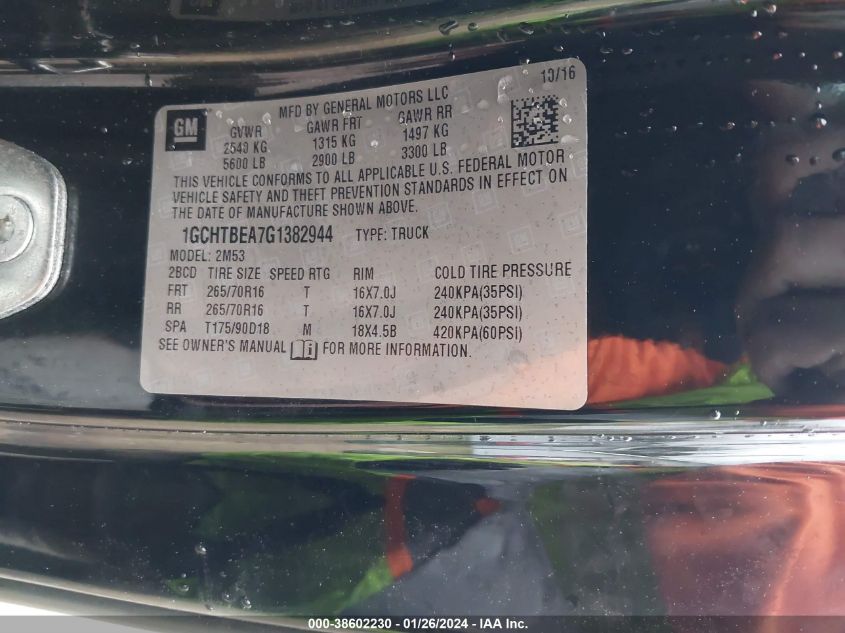 10/16
MFD BY GENERAL MOTORS LLC
GM
GVWR GAWR FRT GAWR RR
2540 KG 1315 KG 1497 KG
5600 LB 2900 LB 3300 LB
THIS VEHICLE CONFORMS TO ALL APPLICABLE U.S. FEDERAL MOTOR
VEHICLE SAFETY AND THEFT PREVENTION STANDARDS IN EFFECT ON
THE DATE OF MANUFACTURE SHOWN ABOVE.
1GCHTBEA7G1382944 TYPE: TRUCK
MODEL: 2M53
2BCD TIRE SIZE SPEED RTG RIM COLD TIRE PRESSURE
FRT 265/70R16 T 16X7.0J 240KPA(35PSI)
RR 265/70R16 T 16X7.0J 240KPA(35PSI)
SPA T175/90D18 M 18X4.5B 420KPA(60PSI)
SEE OWNER'S MANUAL FOR MORE INFORMATION.
000-38602230 - 01/26/2024 - IAA Inc.